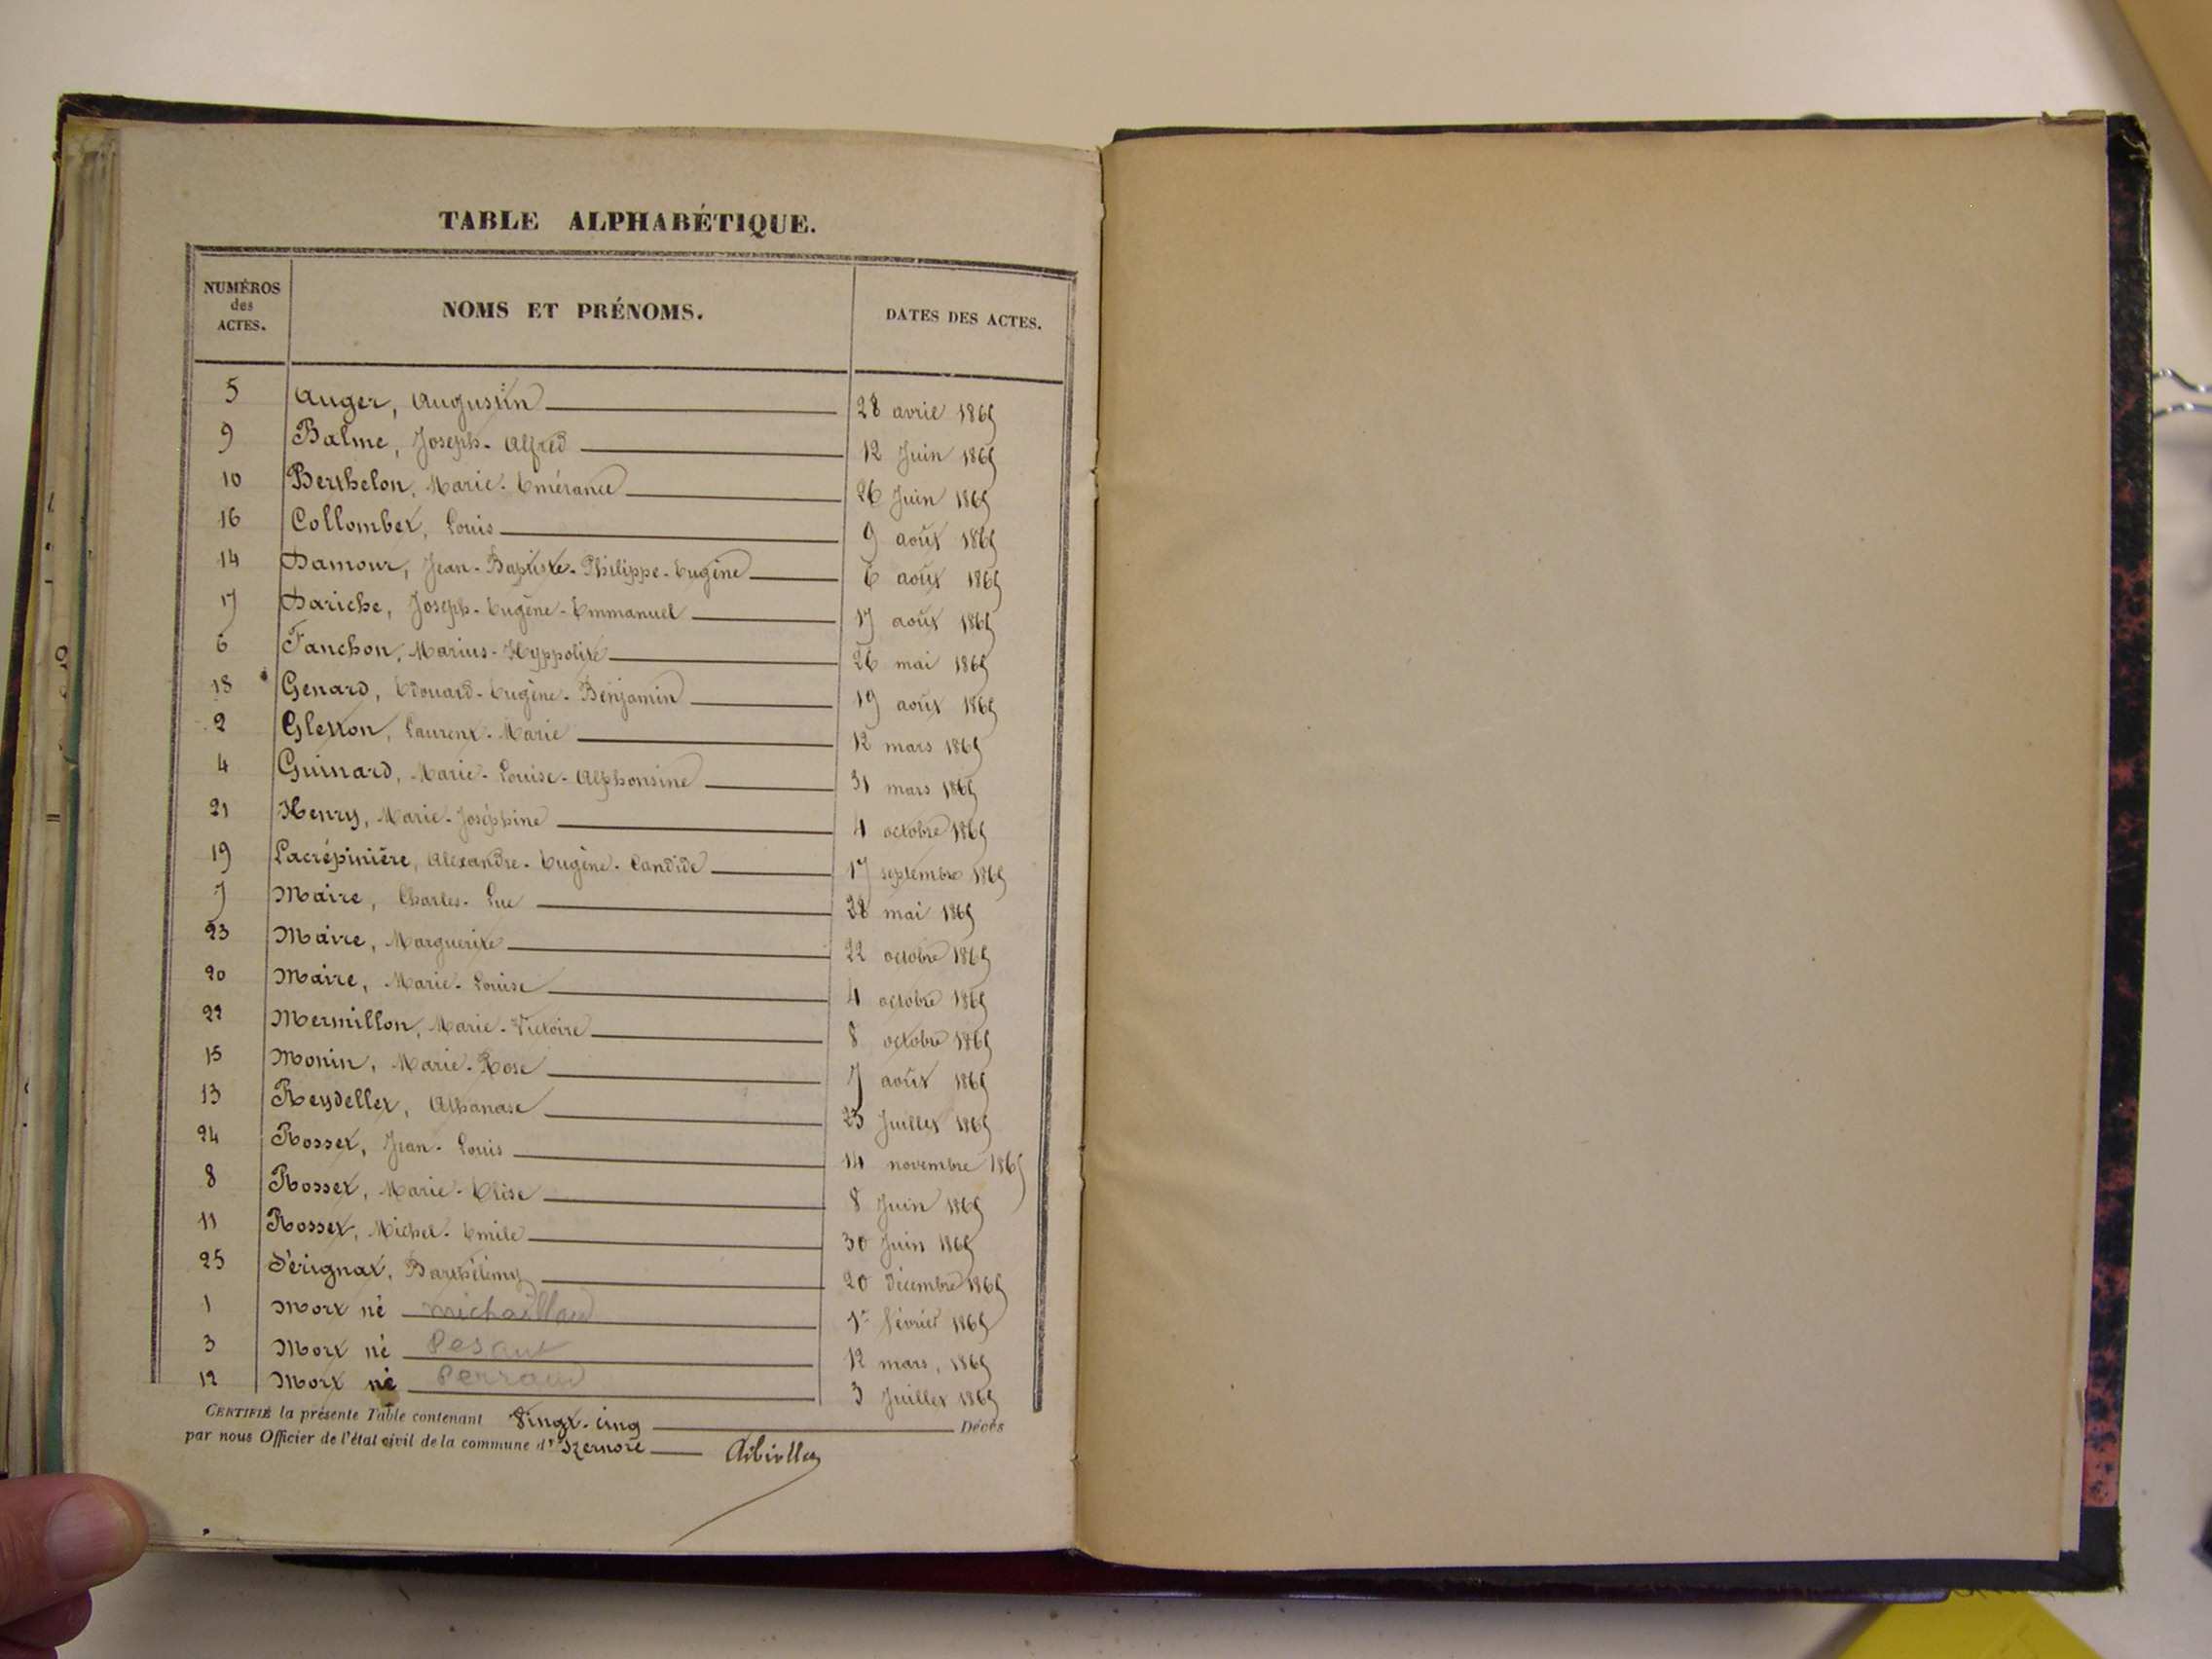 TABLE ALPHABÉTIQUE.
NUMÉROS des ACTES. NOMS ET PRÉNOMS. DATES DES ACTES.
5 Auger, Augustin 28 avril 1865
9 Balme, Joseph-Alfred 12 Juin 1865
10 Berthelon, Marie-Emérance 26 Juin 1865
16 Collombet, Louis 9 août 1865
14 Damour, Jean-Baptiste-Philippe-Eugène 6 août 1865
17 Dariche, Joseph-Eugène-Emmanuel 17 août 1865
6 Fanchon, Marius-Hyppolite 26 mai 1865
18 Genard, Edouard-Eugène-Benjamin 19 août 1865
2 Gletton, Laurent-Marie 12 mars 1865
4 Guinard, Marie-Louise-Alphonsine 31 mars 1865
21 Henry, Marie-Joséphine 4 octobre 1865
19 Lacrépinière, Alexandre-Eugène-Candide 17 septembre 1865
7 Maire, Charles-Luc 28 mai 1865
23 Maire, Marguerite 22 octobre 1865
20 Maire, Marie-Louise 4 octobre 1865
22 Mermillon, Marie-Victoire 8 octobre 1865
15 Monin, Marie-Rose 7 août 1865
13 Reydellet, Athanase 23 Juillet 1865
24 Rosset, Jean-Louis 14 novembre 1865
8 Rosset, Marie-Elise 8 Juin 1865
11 Rosset, Michel-Emile 30 Juin 1865
25 Sérignat, Barthélemy 20 Décembre 1865
1 Mort né michaillard 1er février 1865
3 Mort né Pesant 12 mars, 1865
12 Mort né Perraud 3 Juillet 1865
CERTIFIÉ la présente Table contenant Vingt-cinq Décès
par nous Officier de l'état civil de la commune d'Izernore